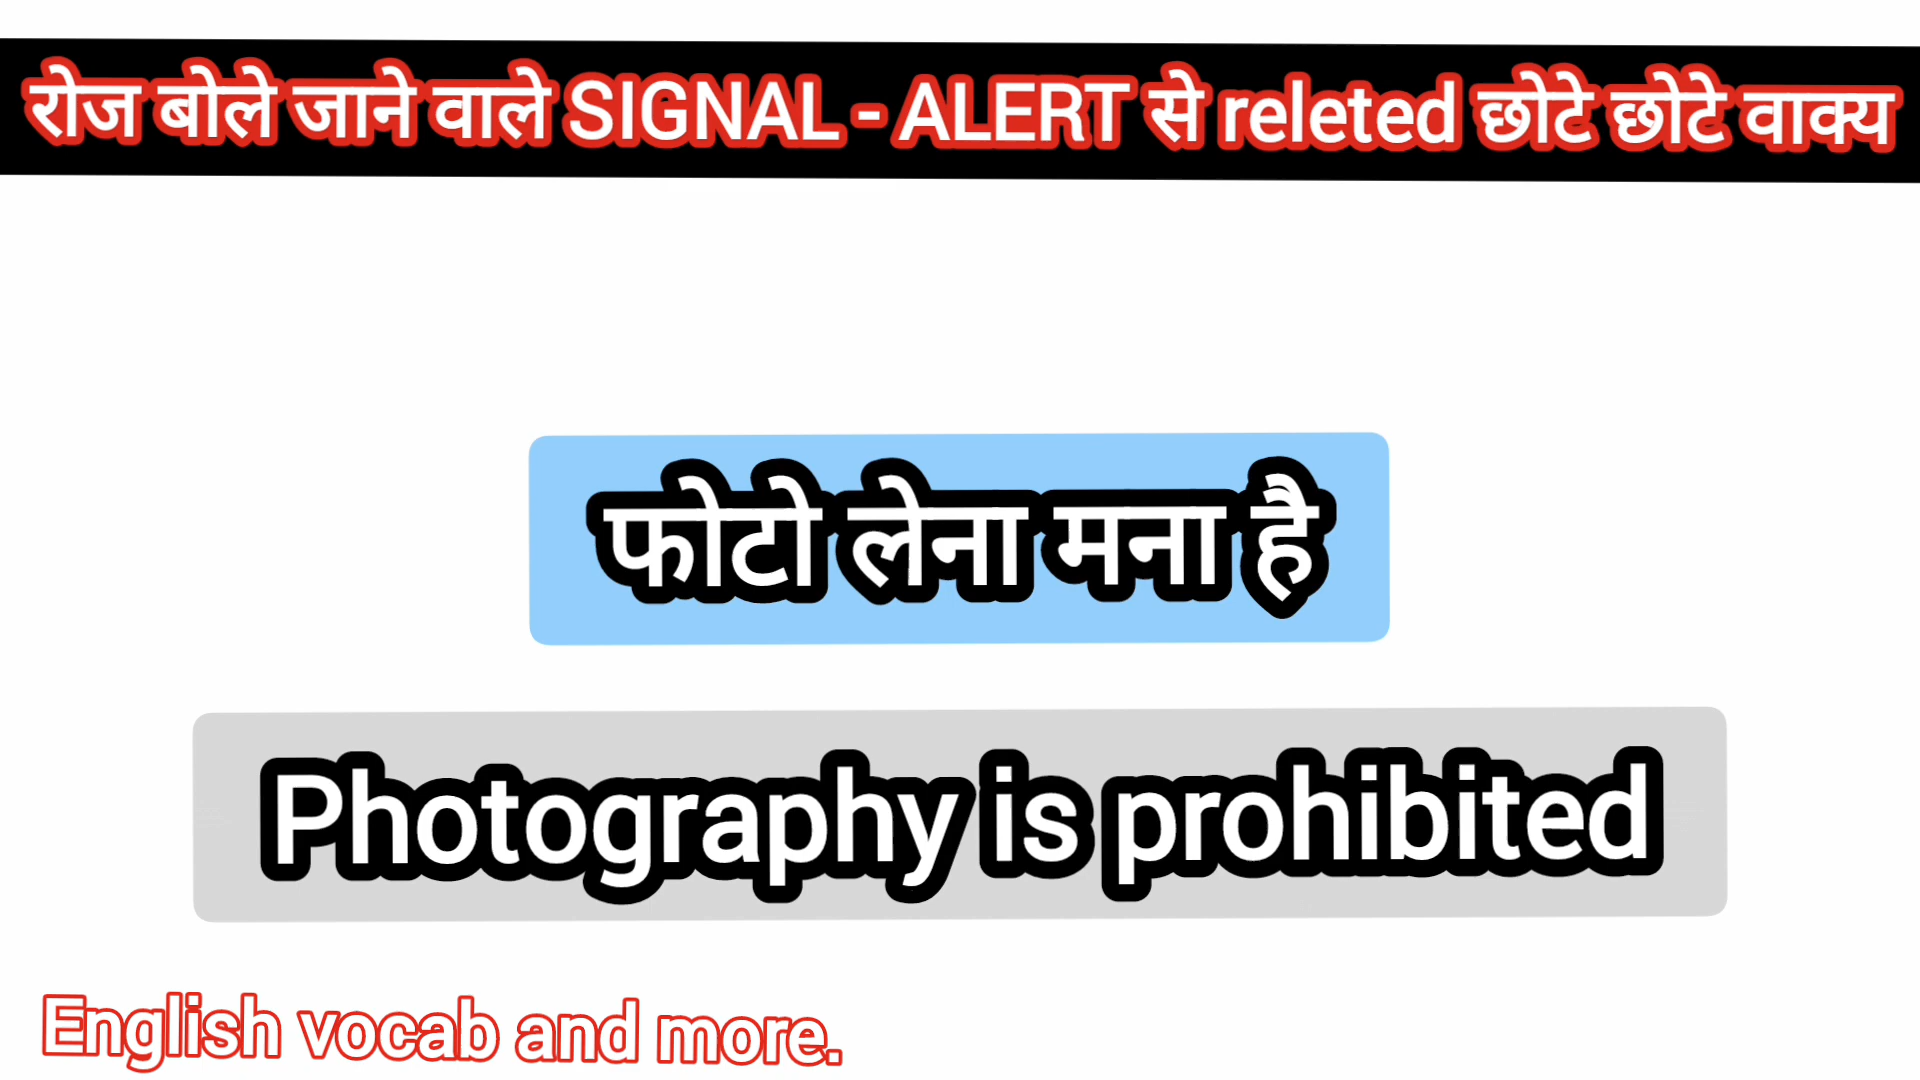 रोज बोले जाने वाले SIGNAL - ALERT से releted छोटे छोटे वाक्य
फोटो लेना मना है
Photography is prohibited
English vocab and more.